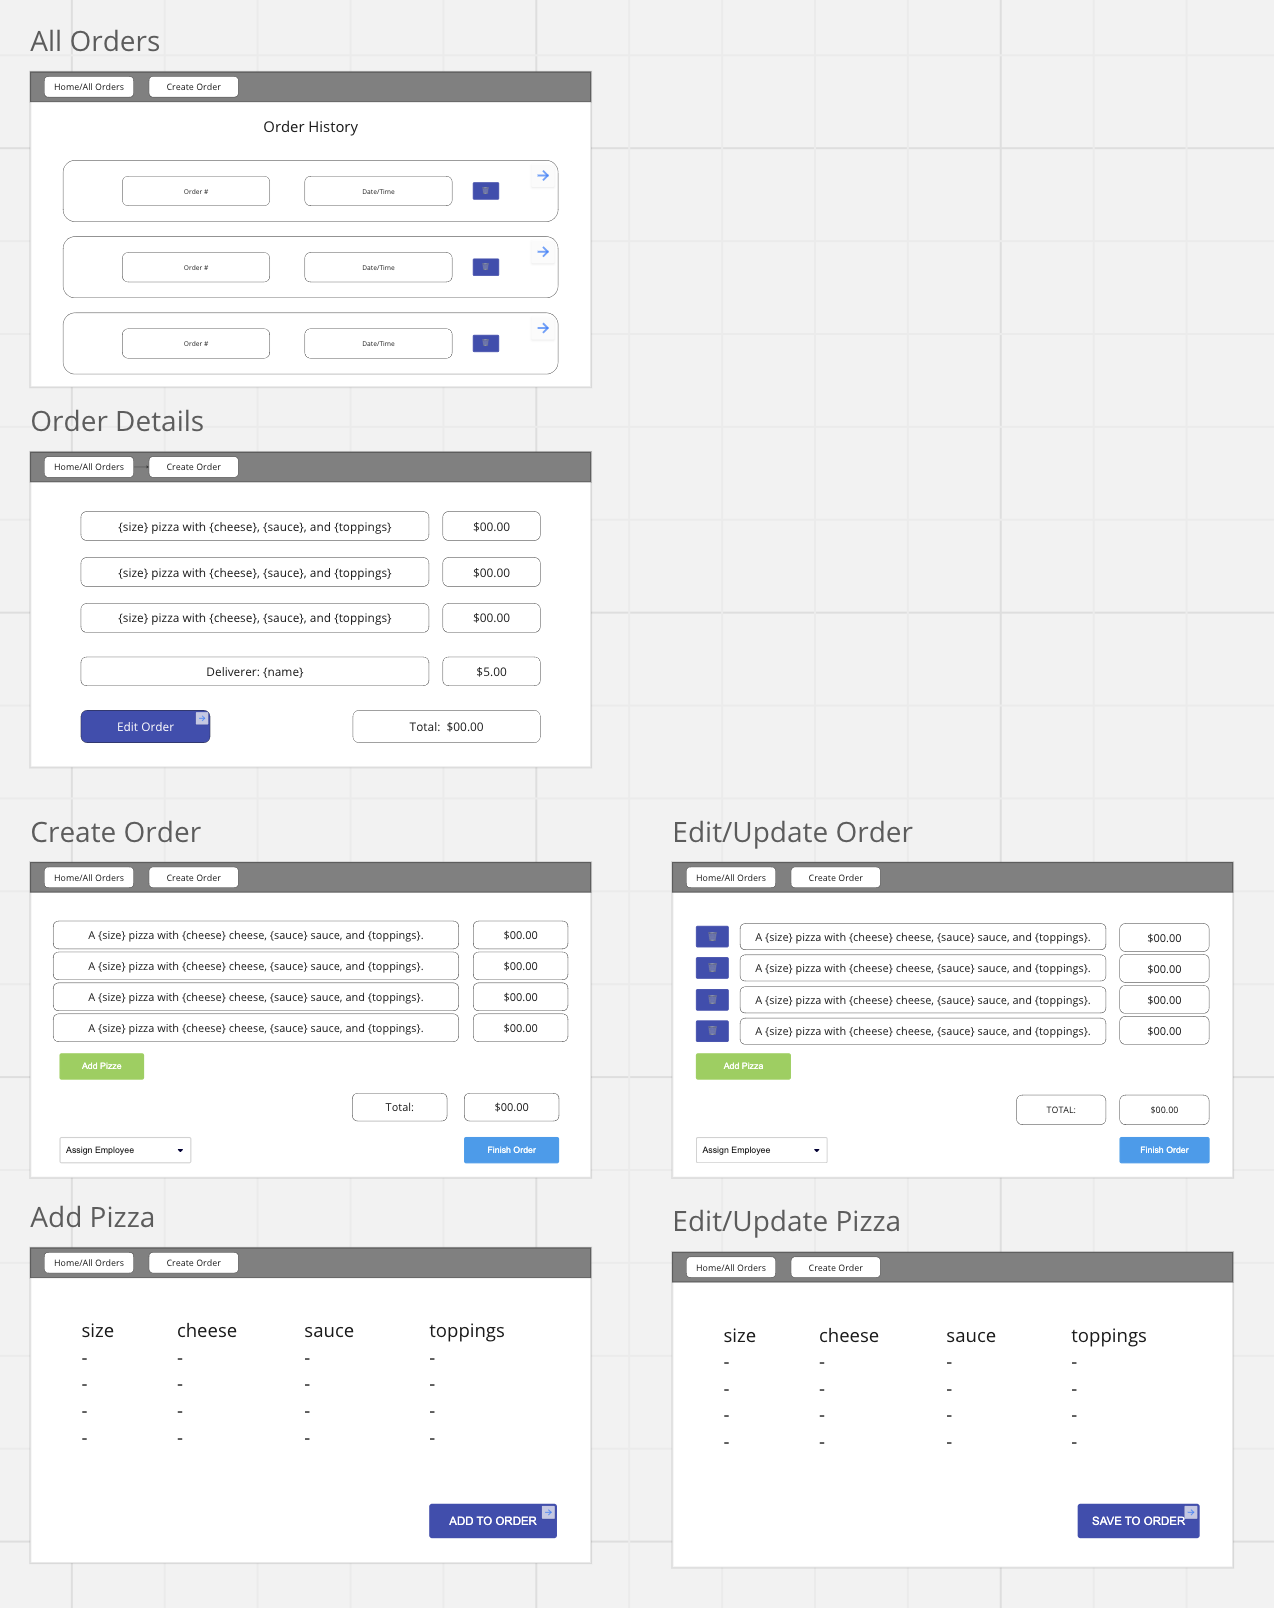 All Orders
Home/All Orders
Create Order
Order History
Order #
Date/Time
Order #
Date/Time
Order #
Date/Time
Order Details
Home/All Orders
Create Order
{size} pizza with {cheese}, {sauce}, and {toppings}
$00.00
{size} pizza with {cheese}, {sauce}, and {toppings}
$00.00
{size} pizza with {cheese}, {sauce}, and {toppings}
$00.00
Deliverer: {name}
$5.00
Edit Order
Total: $00.00
Create Order
Home/All Orders
Create Order
A {size} pizza with {cheese} cheese, {sauce} sauce, and {toppings}.
$00.00
A {size} pizza with {cheese} cheese, {sauce} sauce, and {toppings}.
$00.00
A {size} pizza with {cheese} cheese, {sauce} sauce, and {toppings}.
$00.00
A {size} pizza with {cheese} cheese, {sauce} sauce, and {toppings}.
$00.00
Add Pizze
Total:
$00.00
Assign Employee
Finish Order
Edit/Update Order
Home/All Orders
Create Order
A {size} pizza with {cheese} cheese, {sauce} sauce, and {toppings}.
$00.00
A {size} pizza with {cheese} cheese, {sauce} sauce, and {toppings}.
$00.00
A {size} pizza with {cheese} cheese, {sauce} sauce, and {toppings}.
$00.00
A {size} pizza with {cheese} cheese, {sauce} sauce, and {toppings}.
$00.00
Add Pizza
TOTAL:
$00.00
Assign Employee
Finish Order
Add Pizza
Home/All Orders
Create Order
size cheese sauce toppings
- - - -
- - - -
- - - -
- - - -
ADD TO ORDER
Edit/Update Pizza
Home/All Orders
Create Order
size cheese sauce toppings
- - - -
- - - -
- - - -
- - - -
SAVE TO ORDER